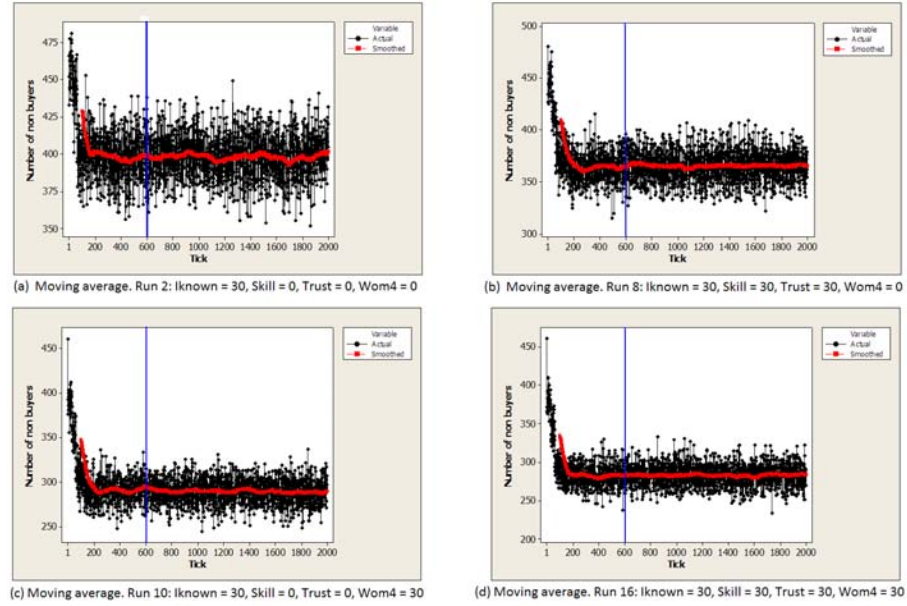 Number of non buyers
475
450
425
400
375
350
1 200 400 600 800 1000 1200 1400 1600 1800 2000
Tick
Variable
Actual
Smoothed
(a) Moving average. Run 2: Iknown = 30, Skill = 0, Trust = 0, Wom4 = 0
Number of non buyers
500
450
400
350
300
1 200 400 600 800 1000 1200 1400 1600 1800 2000
Tick
Variable
Actual
Smoothed
(b) Moving average. Run 8: Iknown = 30, Skill = 30, Trust = 30, Wom4 = 0
Number of non buyers
450
400
350
300
250
1 200 400 600 800 1000 1200 1400 1600 1800 2000
Tick
Variable
Actual
Smoothed
(c) Moving average. Run 10: Iknown = 30, Skill = 0, Trust = 0, Wom4 = 30
Number of non buyers
450
400
350
300
250
200
1 200 400 600 800 1000 1200 1400 1600 1800 2000
Tick
Variable
Actual
Smoothed
(d) Moving average. Run 16: Iknown = 30, Skill = 30, Trust = 30, Wom4 = 30